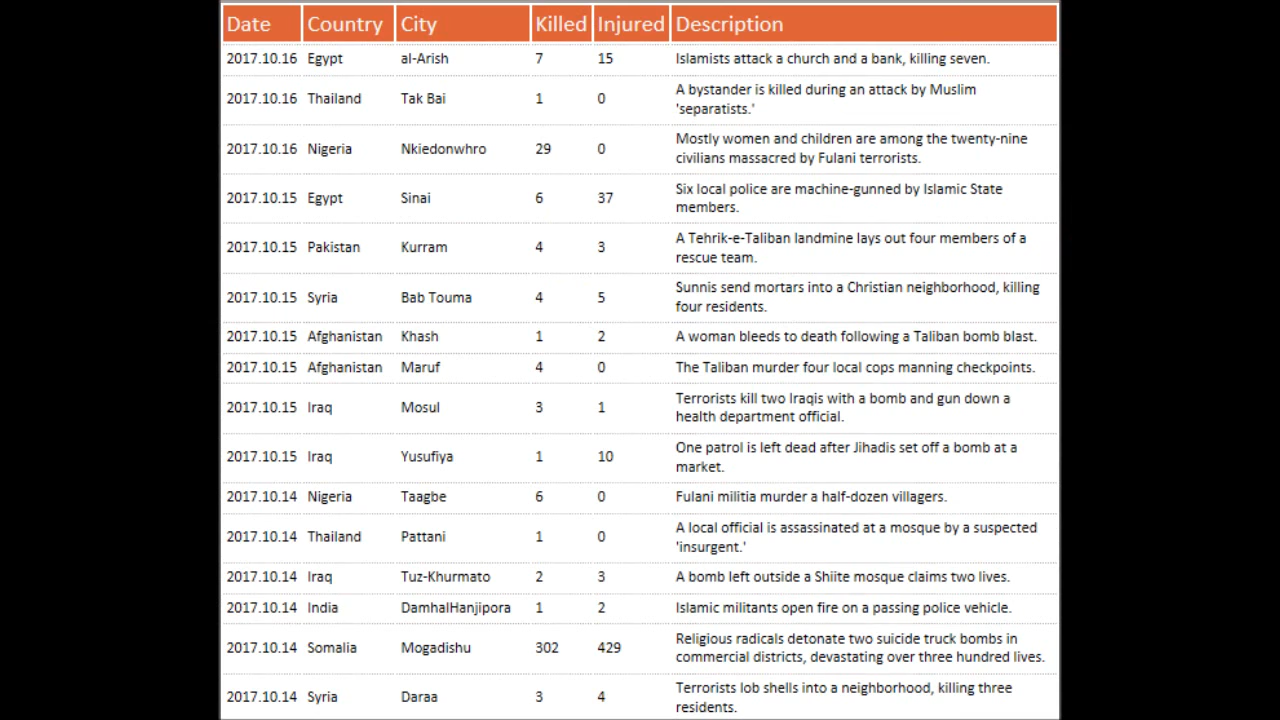 Date Country City Killed Injured Description
2017.10.16 Egypt al-Arish 7 15 Islamists attack a church and a bank, killing seven.
2017.10.16 Thailand Tak Bai 1 0 A bystander is killed during an attack by Muslim
'separatists.'
2017.10.16 Nigeria Nkiedonwhro 29 0 Mostly women and children are among the twenty-nine
civilians massacred by Fulani terrorists.
2017.10.15 Egypt Sinai 6 37 Six local police are machine-gunned by Islamic State
members.
2017.10.15 Pakistan Kurram 4 3 A Tehrik-e-Taliban landmine lays out four members of a
rescue team.
2017.10.15 Syria Bab Touma 4 5 Sunnis send mortars into a Christian neighborhood, killing
four residents.
2017.10.15 Afghanistan Khash 1 2 A woman bleeds to death following a Taliban bomb blast.
2017.10.15 Afghanistan Maruf 4 0 The Taliban murder four local cops manning checkpoints.
2017.10.15 Iraq Mosul 3 1 Terrorists kill two Iraqis with a bomb and gun down a
health department official.
2017.10.15 Iraq Yusufiya 1 10 One patrol is left dead after Jihadis set off a bomb at a
market.
2017.10.14 Nigeria Taagbe 6 0 Fulani militia murder a half-dozen villagers.
2017.10.14 Thailand Pattani 1 0 A local official is assassinated at a mosque by a suspected
'insurgent.'
2017.10.14 Iraq Tuz-Khurmato 2 3 A bomb left outside a Shiite mosque claims two lives.
2017.10.14 India DamhalHanjipora 1 2 Islamic militants open fire on a passing police vehicle.
2017.10.14 Somalia Mogadishu 302 429 Religious radicals detonate two suicide truck bombs in
commercial districts, devastating over three hundred lives.
2017.10.14 Syria Daraa 3 4 Terrorists lob shells into a neighborhood, killing three
residents.